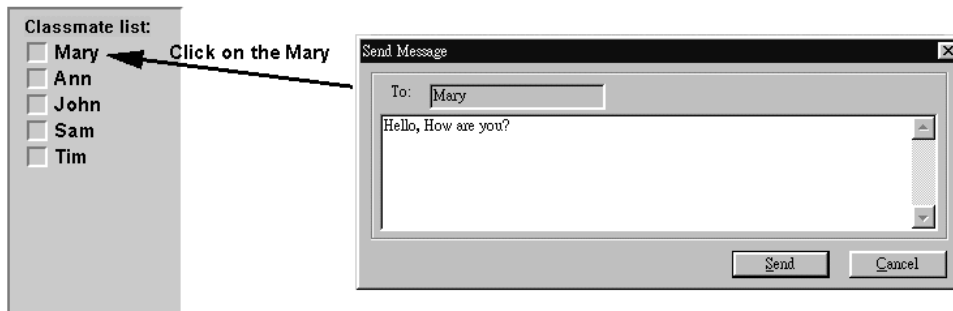 Classmate list:
Mary
Ann
John
Sam
Tim
Click on the Mary
Send Message
To: Mary
Hello, How are you?
Send Cancel